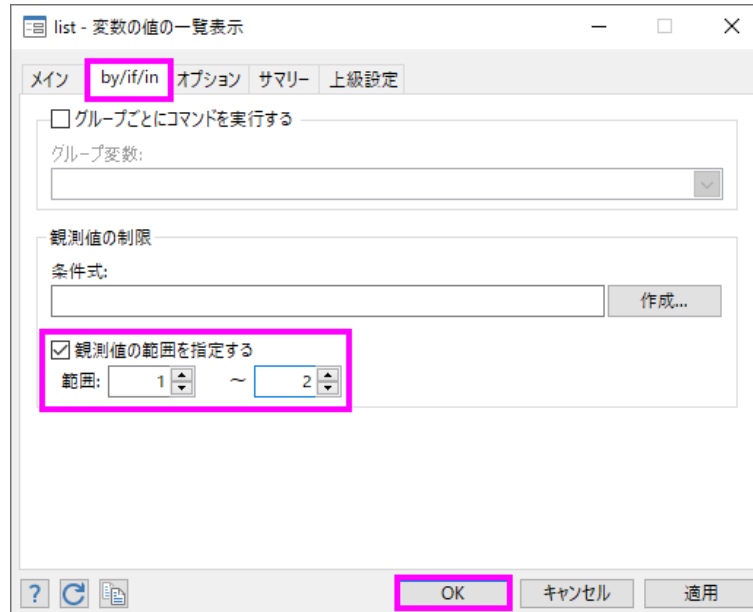 list - 変数の値の一覧表示
メイン by/if/in オプション サマリー 上級設定
グループごとにコマンドを実行する
グループ変数:
観測値の制限
条件式:
作成...
観測値の範囲を指定する
範囲: 1 ~ 2
? OK キャンセル 適用